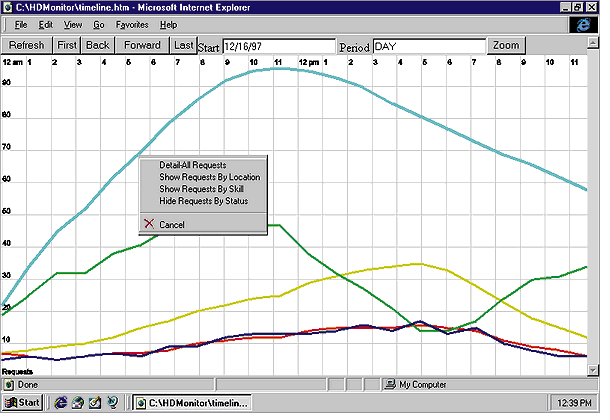 C:\HDMonitor\timeline.htm - Microsoft Internet Explorer
File Edit View Go Favorites Help
Refresh First Back Forward Last Start 12/16/97 Period DAY Zoom
12 am 1 2 3 4 5 6 7 8 9 10 11 12 pm 1 2 3 4 5 6 7 8 9 10 11
90
80
70
60
50
40
30
20
10
Requests
Detail-All Requests
Show Requests By Location
Show Requests By Skill
Hide Requests By Status
Cancel
Done My Computer
Start C:\HDMonitor\timelin... 12:39 PM